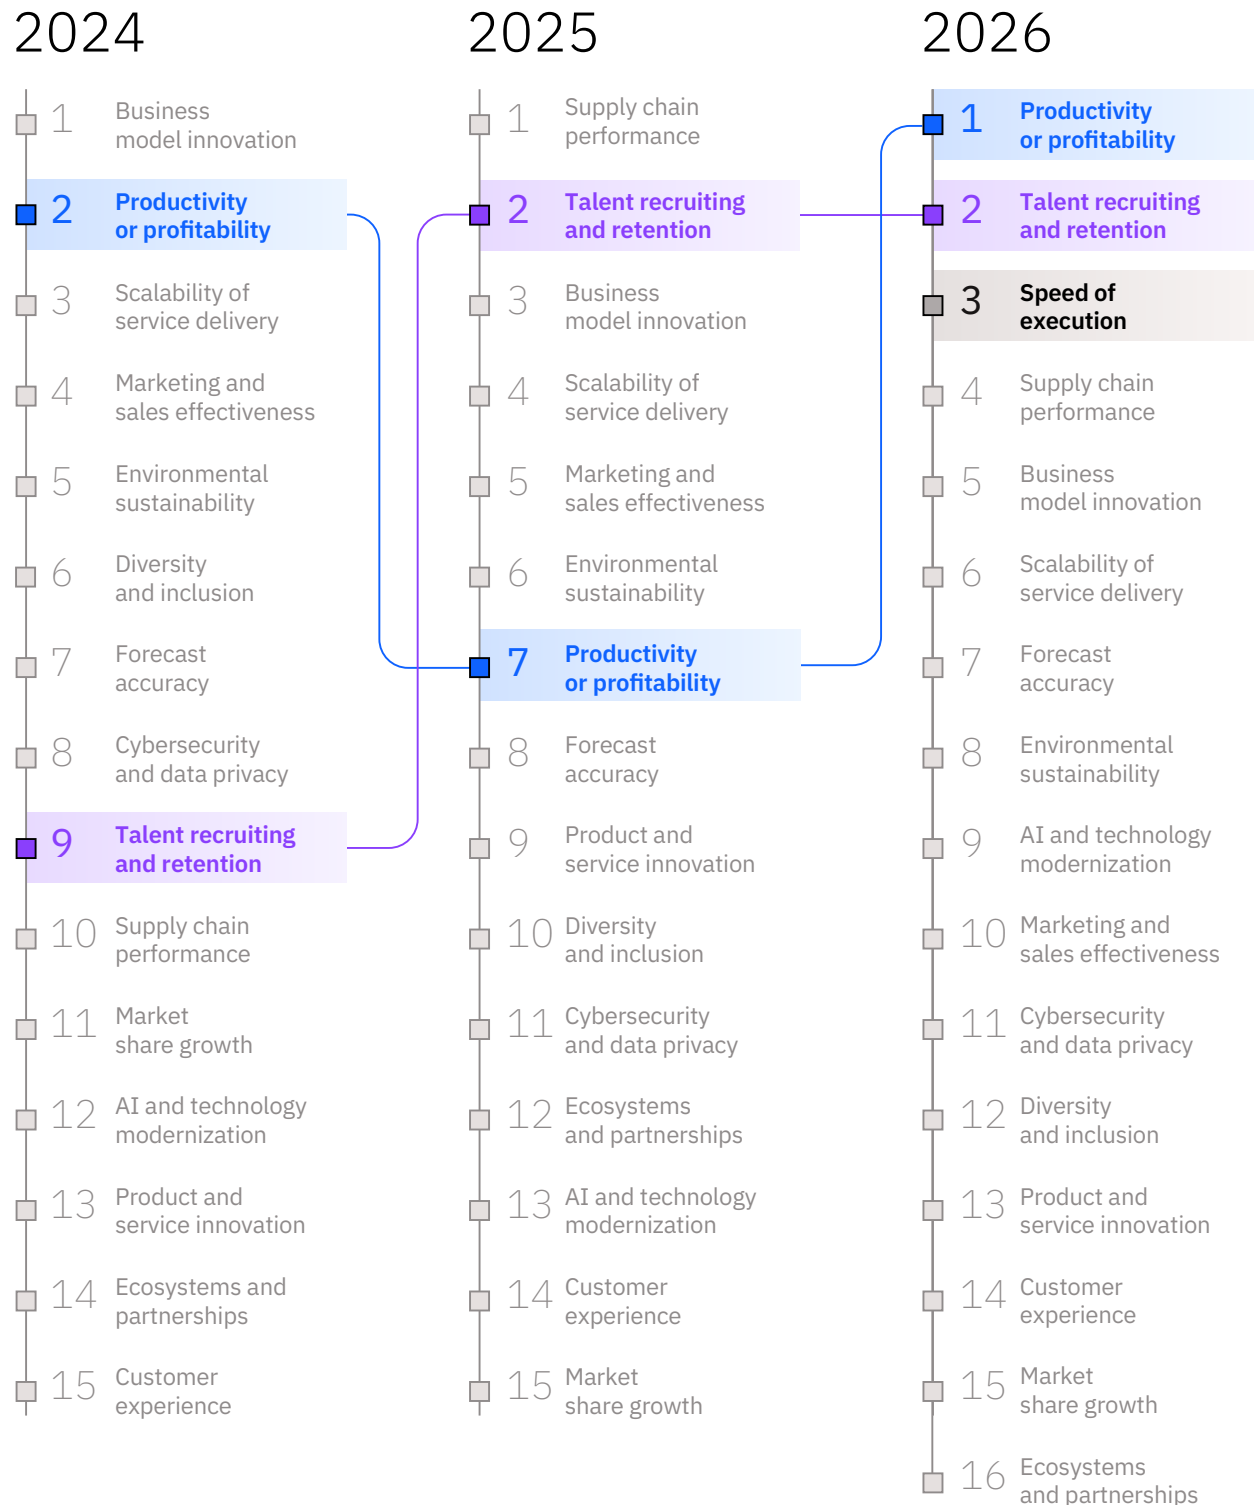 2024
1
Business
model innovation
2
Productivity
or profitability
3
Scalability of
service delivery
4
Marketing and
sales effectiveness
5
Environmental
sustainability
6
Diversity
and inclusion
7
Forecast
accuracy
8
Cybersecurity
and data privacy
9
Talent recruiting
and retention
10
Supply chain
performance
11
Market
share growth
12
AI and technology
modernization
13
Product and
service innovation
14
Ecosystems and
partnerships
15
Customer
experience
2025
1
Supply chain
performance
2
Talent recruiting
and retention
3
Business
model innovation
4
Scalability of
service delivery
5
Marketing and
sales effectiveness
6
Environmental
sustainability
7
Productivity
or profitability
8
Forecast
accuracy
9
Product and
service innovation
10
Diversity
and inclusion
11
Cybersecurity
and data privacy
12
Ecosystems
and partnerships
13
AI and technology
modernization
14
Customer
experience
15
Market
share growth
2026
1
Productivity
or profitability
2
Talent recruiting
and retention
3
Speed of
execution
4
Supply chain
performance
5
Business
model innovation
6
Scalability of
service delivery
7
Forecast
accuracy
8
Environmental
sustainability
9
AI and technology
modernization
10
Marketing and
sales effectiveness
11
Cybersecurity
and data privacy
12
Diversity
and inclusion
13
Product and
service innovation
14
Customer
experience
15
Market
share growth
16
Ecosystems
and partnerships